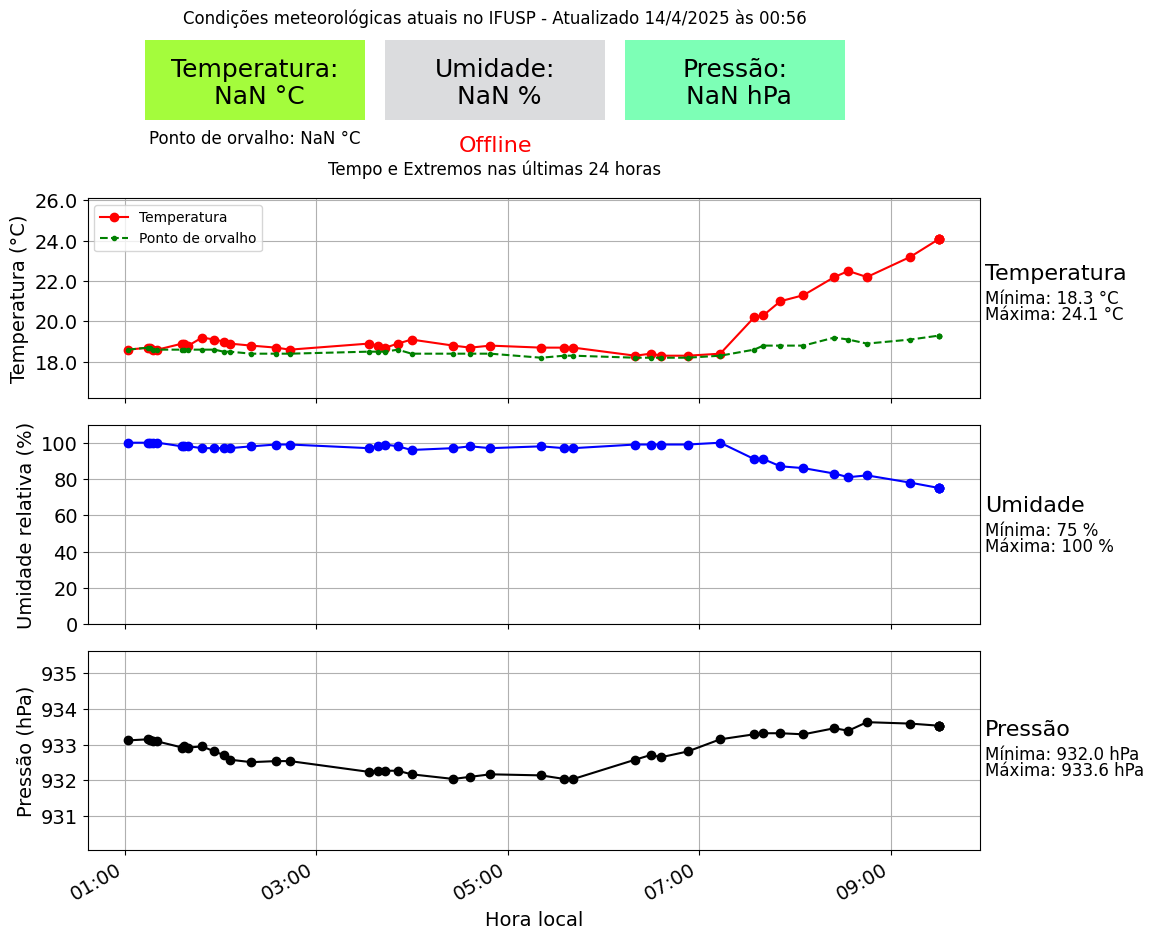 Condições meteorológicas atuais no IFUSP - Atualizado 14/4/2025 às 00:56
Temperatura:
NaN °C
Umidade:
NaN %
Pressão:
NaN hPa
Ponto de orvalho: NaN °C
Offline
Tempo e Extremos nas últimas 24 horas
Temperatura (°C)
26.0
24.0
22.0
20.0
18.0
Temperatura
Ponto de orvalho
Temperatura
Mínima: 18.3 °C
Máxima: 24.1 °C
Umidade relativa (%)
100
80
60
40
20
0
Umidade
Mínima: 75 %
Máxima: 100 %
Pressão (hPa)
935
934
933
932
931
Pressão
Mínima: 932.0 hPa
Máxima: 933.6 hPa
01:00
03:00
05:00
07:00
09:00
Hora local